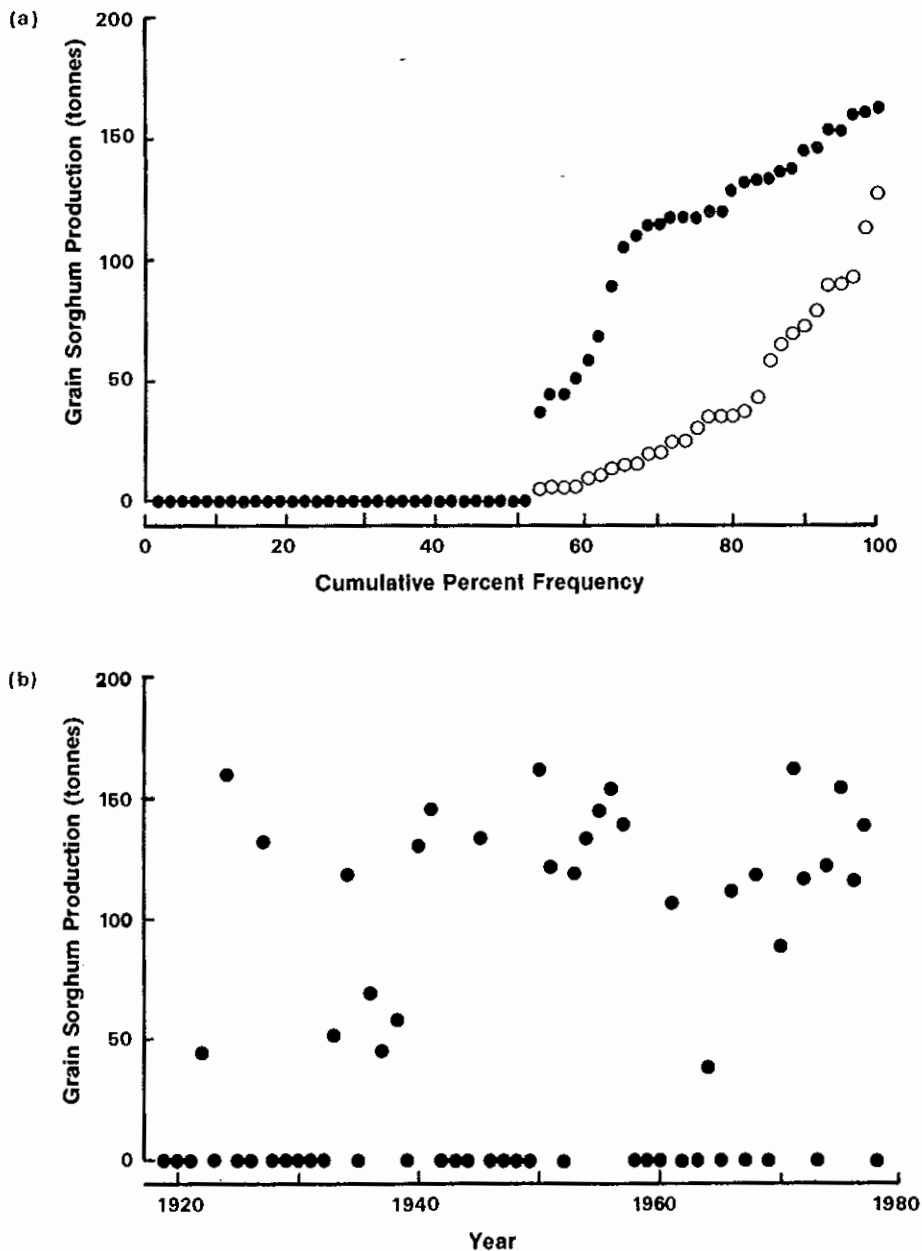 (a)
200
150
100
50
0
Grain Sorghum Production (tonnes)
0 20 40 60 80 100
Cumulative Percent Frequency
(b)
200
150
100
50
0
Grain Sorghum Production (tonnes)
1920 1940 1960 1980
Year